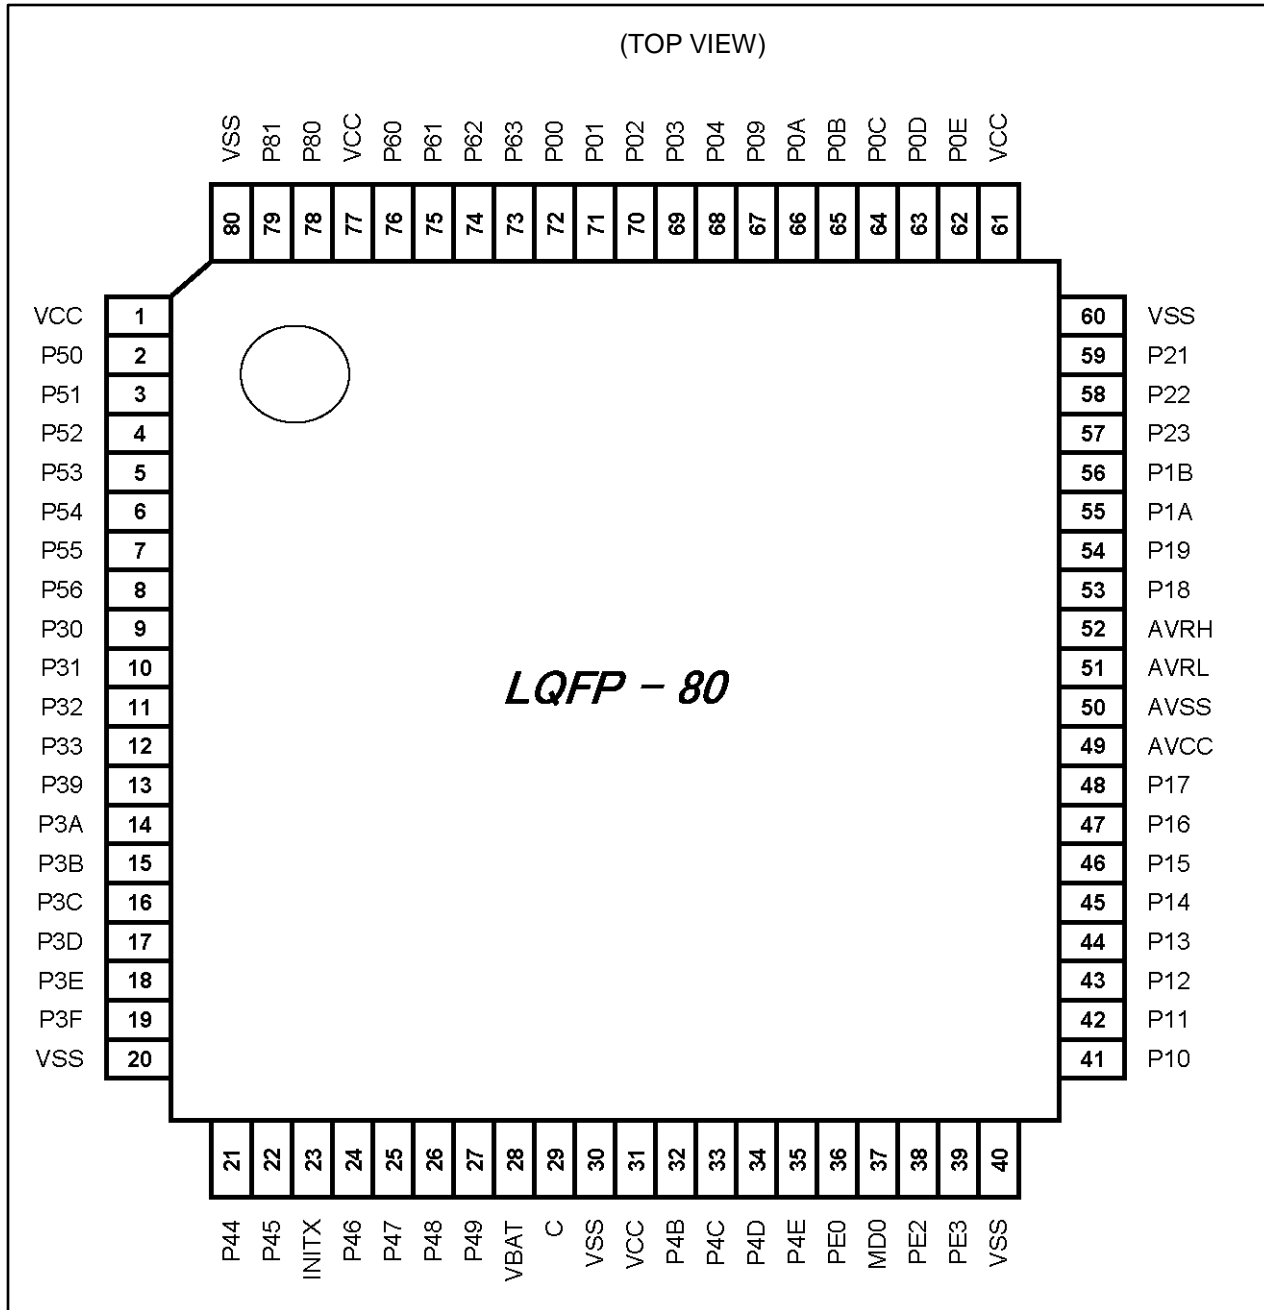 (TOP VIEW)
VSS P81 P80 VCC P60 P61 P62 P63 P00 P01 P02 P03 P04 P09 P0A P0B P0C P0D P0E VCC
80 79 78 77 76 75 74 73 72 71 70 69 68 67 66 65 64 63 62 61
VCC 1 60 VSS
P50 2 59 P21
P51 3 58 P22
P52 4 57 P23
P53 5 56 P1B
P54 6 55 P1A
P55 7 54 P19
P56 8 53 P18
P30 9 52 AVRH
P31 10 51 AVRL
LQFP - 80
P32 11 50 AVSS
P33 12 49 AVCC
P39 13 48 P17
P3A 14 47 P16
P3B 15 46 P15
P3C 16 45 P14
P3D 17 44 P13
P3E 18 43 P12
P3F 19 42 P11
VSS 20 41 P10
21 22 23 24 25 26 27 28 29 30 31 32 33 34 35 36 37 38 39 40
P44 P45 INITX P46 P47 P48 P49 VBAT C VSS VCC P4B P4C P4D P4E PE0 MD0 PE2 PE3 VSS